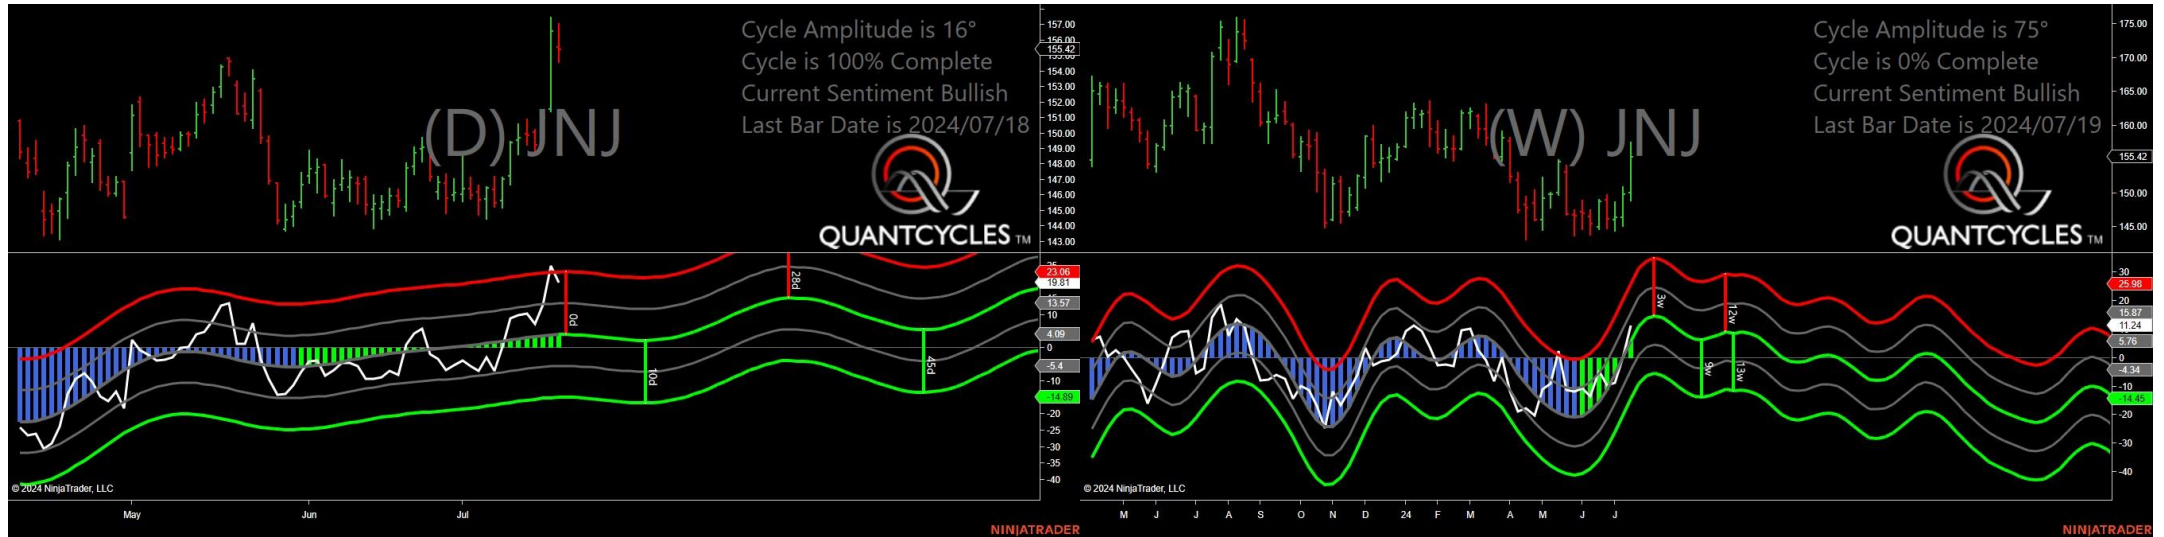 Cycle Amplitude is 16°
Cycle is 100% Complete
Current Sentiment Bullish
Last Bar Date is 2024/07/18
(D) JNJ
QUANTCYCLES TM
157.00
156.00
155.42
155.00
154.00
153.00
152.00
151.00
150.00
149.00
148.00
147.00
146.00
145.00
144.00
143.00
25
23.06
19.81
13.57
10
4.09
0
-5.4
-10
-14.89
-20
-25
-30
-35
-40
0d
10d
28d
45d
© 2024 NinjaTrader, LLC
May Jun Jul
NINJATRADER
Cycle Amplitude is 75°
Cycle is 0% Complete
Current Sentiment Bullish
Last Bar Date is 2024/07/19
(W) JNJ
QUANTCYCLES TM
175.00
170.00
165.00
160.00
155.42
150.00
145.00
30
25.98
20
15.87
11.24
5.76
0
-4.34
-10
-14.45
-20
-30
-40
3w
9w
12w
13w
© 2024 NinjaTrader, LLC
M J J A S O N D 24 F M A M J J
NINJATRADER